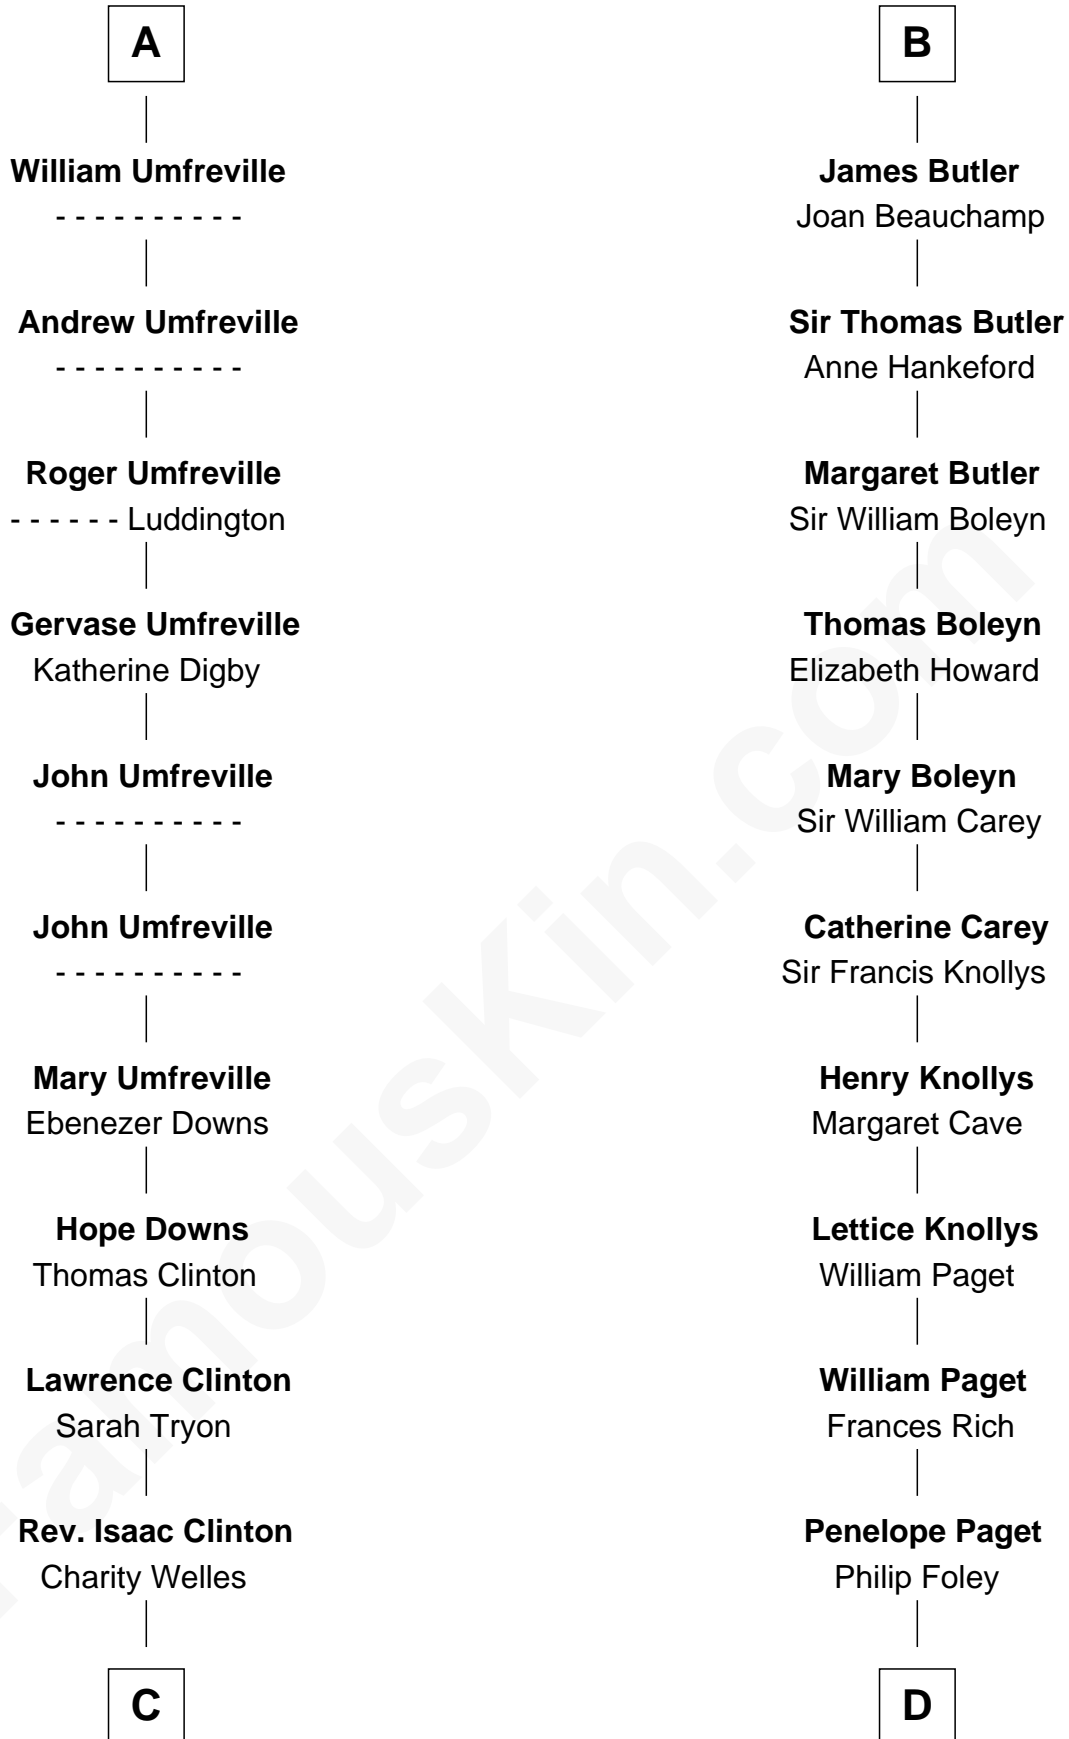 A
William Umfreville
- - - - - - - - - -
Andrew Umfreville
- - - - - - - - - -
Roger Umfreville
- - - - - - Luddington
Gervase Umfreville
Katherine Digby
John Umfreville
- - - - - - - - - -
John Umfreville
- - - - - - - - - -
Mary Umfreville
Ebenezer Downs
Hope Downs
Thomas Clinton
Lawrence Clinton
Sarah Tryon
Rev. Isaac Clinton
Charity Welles
C
B
James Butler
Joan Beauchamp
Sir Thomas Butler
Anne Hankeford
Margaret Butler
Sir William Boleyn
Thomas Boleyn
Elizabeth Howard
Mary Boleyn
Sir William Carey
Catherine Carey
Sir Francis Knollys
Henry Knollys
Margaret Cave
Lettice Knollys
William Paget
William Paget
Frances Rich
Penelope Paget
Philip Foley
D
FamousKin.com